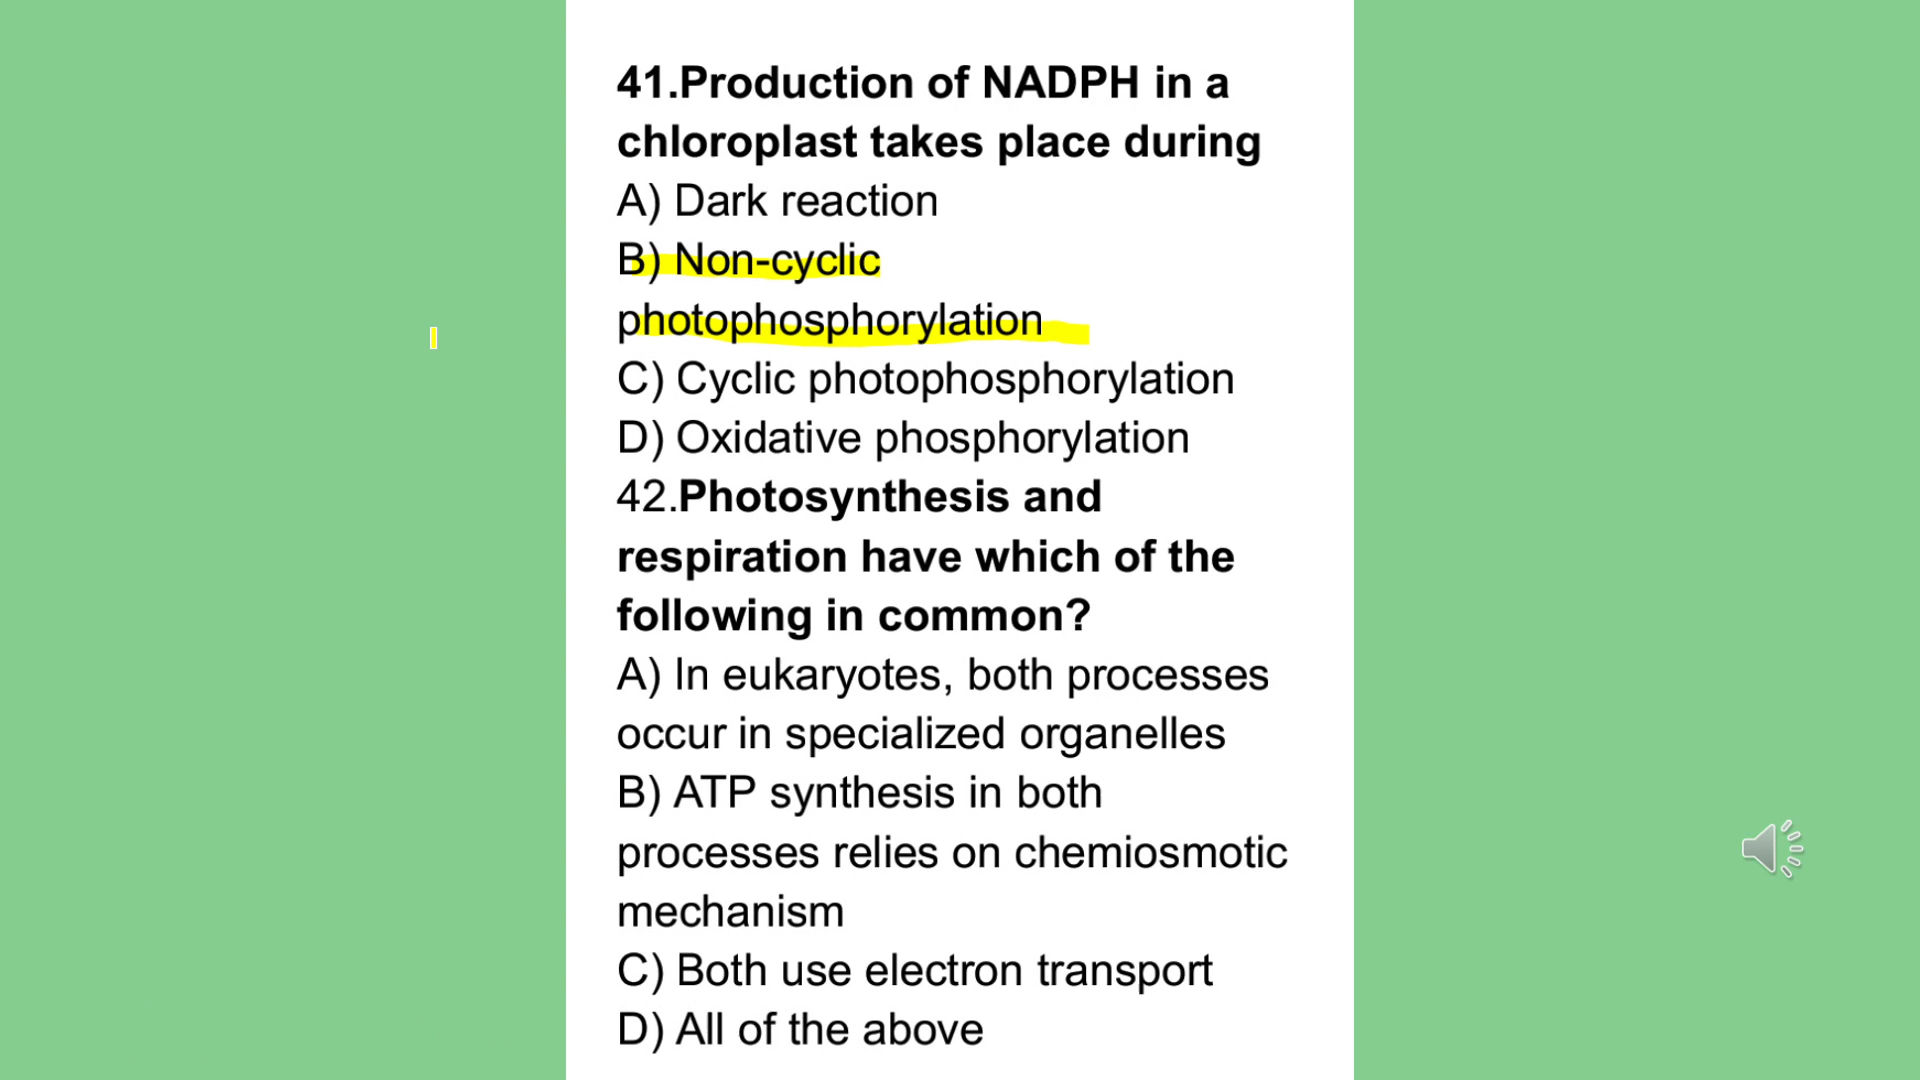 41.Production of NADPH in a
chloroplast takes place during
A) Dark reaction
B) Non-cyclic
photophosphorylation
C) Cyclic photophosphorylation
D) Oxidative phosphorylation
42.Photosynthesis and
respiration have which of the
following in common?
A) In eukaryotes, both processes
occur in specialized organelles
B) ATP synthesis in both
processes relies on chemiosmotic
mechanism
C) Both use electron transport
D) All of the above